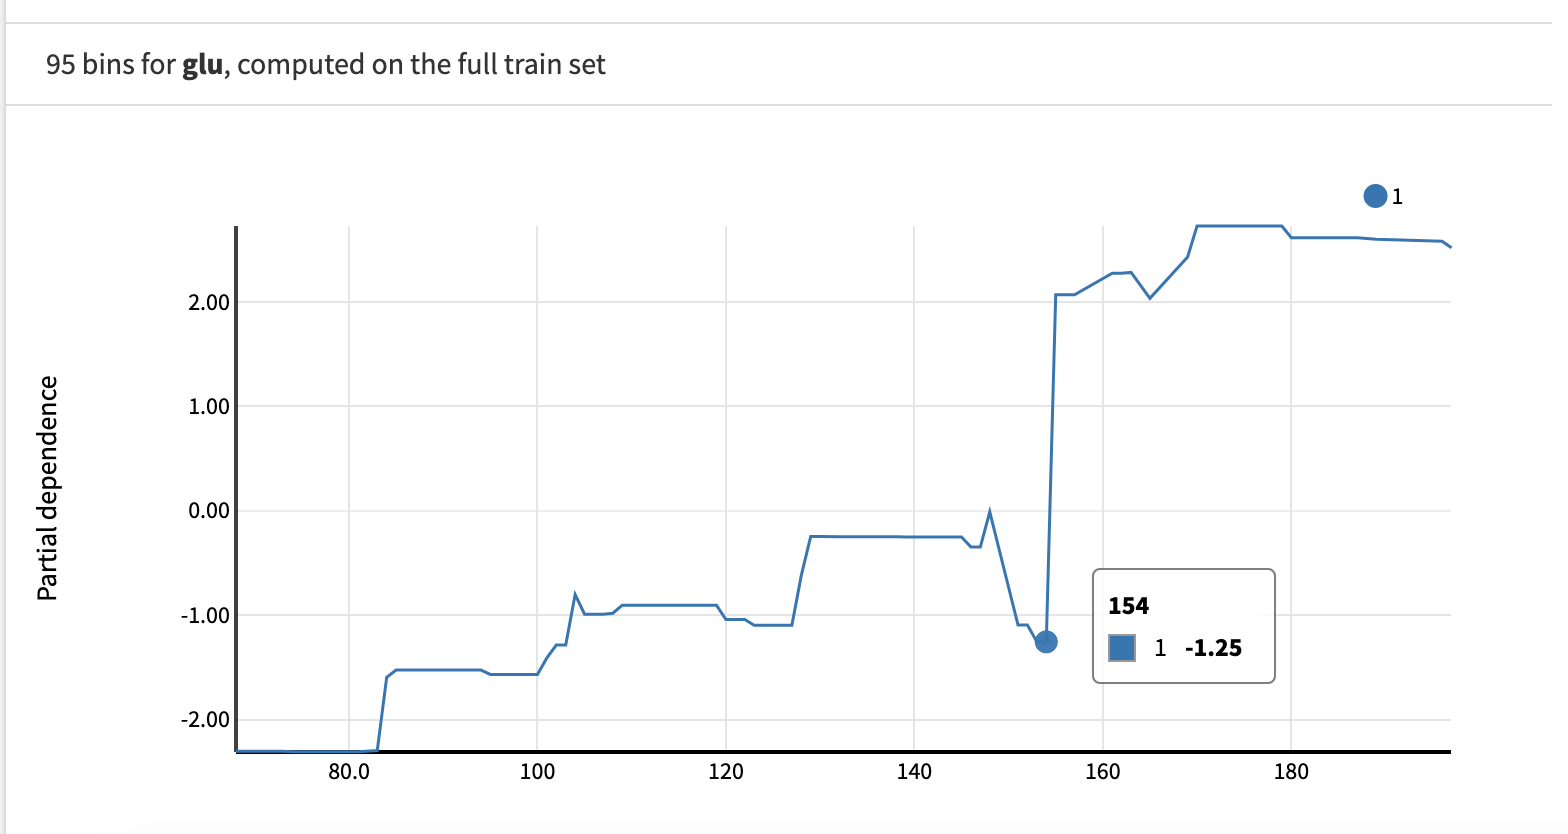 95 bins for glu, computed on the full train set
1
2.00
1.00
0.00
-1.00
-2.00
Partial dependence
154
1 -1.25
80.0 100 120 140 160 180